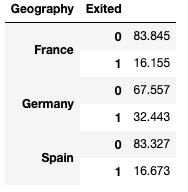 Geography Exited
France 0 83.845
1 16.155
Germany 0 67.557
1 32.443
Spain 0 83.327
1 16.673